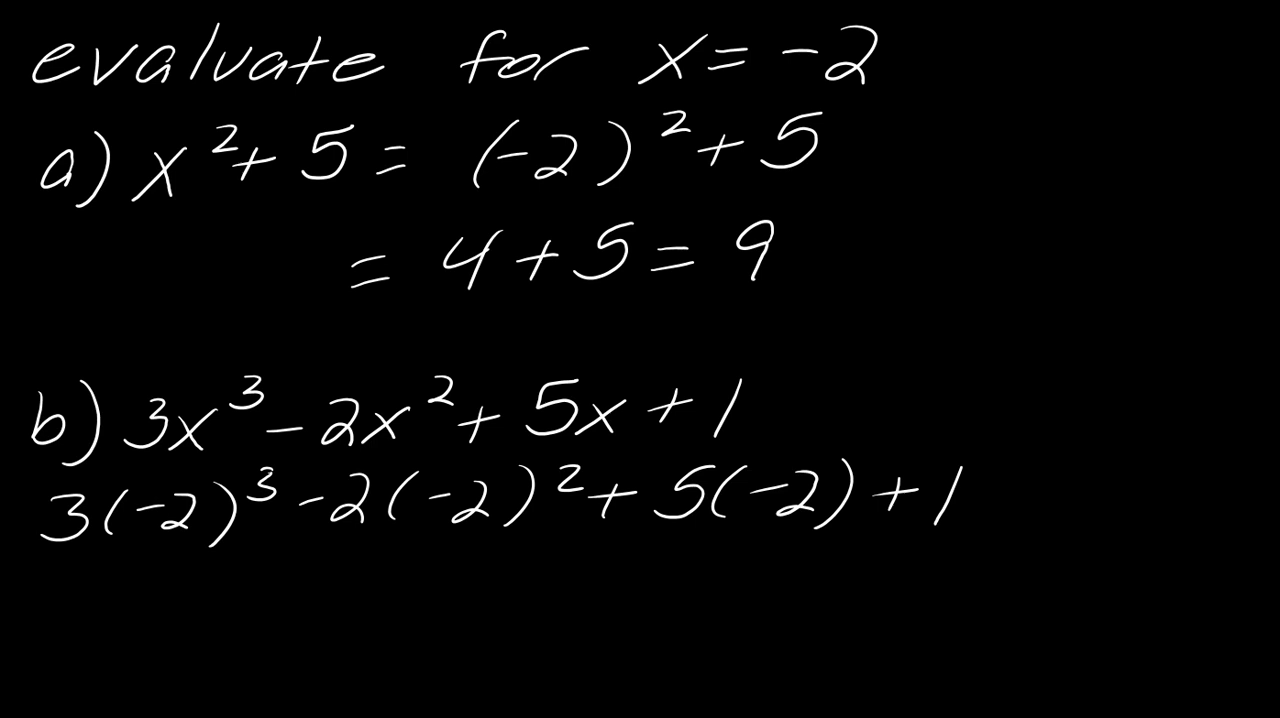 evaluate for x = -2
a) x² + 5 = (-2)² + 5
= 4 + 5 = 9
b) 3x³ - 2x² + 5x + 1
3(-2)³ - 2(-2)² + 5(-2) + 1